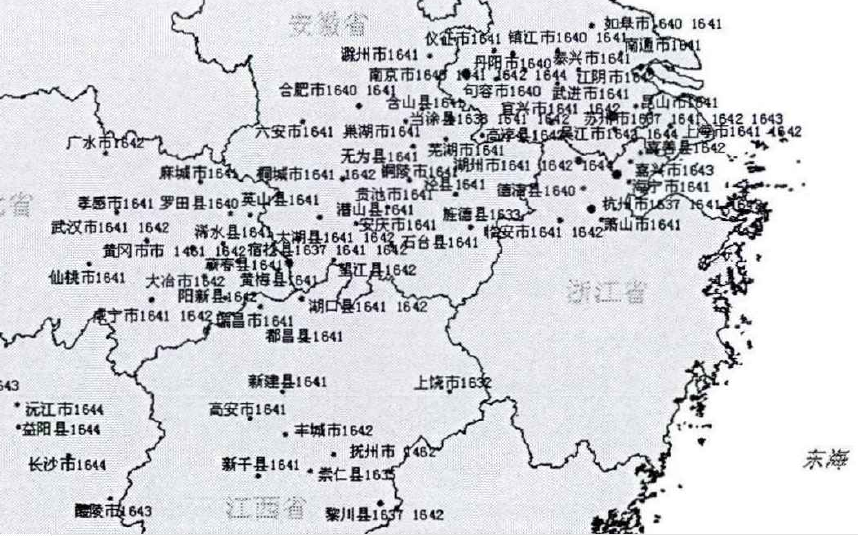 安徽省
如皋市1640 1641
仪征市1641
镇江市1640 1641
南通市1641
滁州市1641
丹阳市1640
泰兴市1641
南京市1640 1641 1642 1644
江阴市
合肥市1640 1641
句容市1640
武进市1641
含山县1641
宜兴市1641 1642
昆山市1641
当涂县1638 1641 1642
苏州市1637 1641 1642 1643
六安市1641
巢湖市1641
高淳县1642
吴江市1643 1644
上海市1641 1642
广水市1642
无为县1641
芜湖市1641
嘉善县1642
麻城市1641
桐城市1641 1642
铜陵市1641
湖州市1641 1642 1644
嘉兴市1643
贵池市1641
泾县1641
德清县1640
海宁市1641
孝感市1641
罗田县1640
英山县1641
潜山县1641
旌德县1633
杭州市1637 1641
武汉市1641 1642
浠水县1641
太湖县1641 1642
安庆市1641
临安市1641 1642
萧山市1641
黄冈市市 1461 1642
宿松县1637 1641 1642
石台县1641
蕲春县1641
望江县1642
仙桃市1641
大冶市1642
黄梅县1641
浙江省
阳新县1642
湖口县1641 1642
咸宁市1641 1642
瑞昌市1641
都昌县1641
新建县1641
上饶市1632
沅江市1644
高安市1641
益阳县1644
丰城市1642
抚州市
长沙市1644
新干县1641
崇仁县
东海
醴陵市1643
江西省
黎川县1637 1642